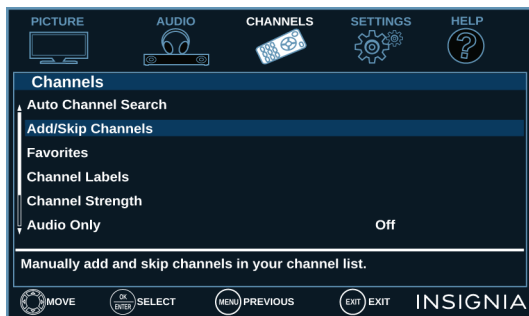 PICTURE AUDIO CHANNELS SETTINGS HELP
Channels
Auto Channel Search
Add/Skip Channels
Favorites
Channel Labels
Channel Strength
Audio Only Off
Manually add and skip channels in your channel list.
MOVE OK ENTER SELECT MENU PREVIOUS EXIT EXIT INSIGNIA